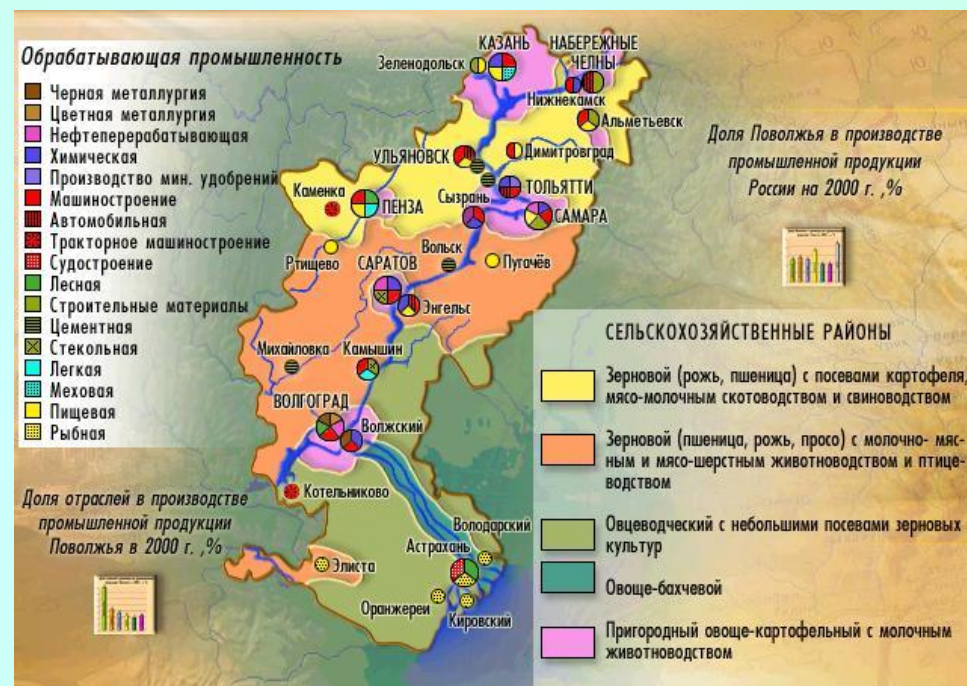 Обрабатывающая промышленность
Черная металлургия
Цветная металлургия
Нефтеперерабатывающая
Химическая
Производство мин. удобрений
Машиностроение
Автомобильная
Тракторное машиностроение
Судостроение
Лесная
Строительные материалы
Цементная
Стекольная
Легкая
Меховая
Пищевая
Рыбная
КАЗАНЬ
НАБЕРЕЖНЫЕ
ЧЕЛНЫ
Зеленодольск
Нижнекамск
Альметьевск
УЛЬЯНОВСК
Димитровград
ТОЛЬЯТТИ
Каменка
ПЕНЗА
Сызрань
САМАРА
Ртищево
Вольск
Пугачёв
САРАТОВ
Энгельс
Михайловка
Камышин
ВОЛГОГРАД
Волжский
Котельниково
Володарский
Астрахань
Элиста
Оранжереи
Кировский
Доля Поволжья в производстве
промышленной продукции
России на 2000 г. ,%
Доля отраслей в производстве
промышленной продукции
Поволжья в 2000 г. ,%
СЕЛЬСКОХОЗЯЙСТВЕННЫЕ РАЙОНЫ
Зерновой (рожь, пшеница) с посевами картофеля,
мясо-молочным скотоводством и свиноводством
Зерновой (пшеница, рожь, просо) с молочно- мяс-
ным и мясо-шерстным животноводством и птице-
водством
Овцеводческий с небольшими посевами зерновых
культур
Овоще-бахчевой
Пригородный овоще-картофельный с молочным
животноводством